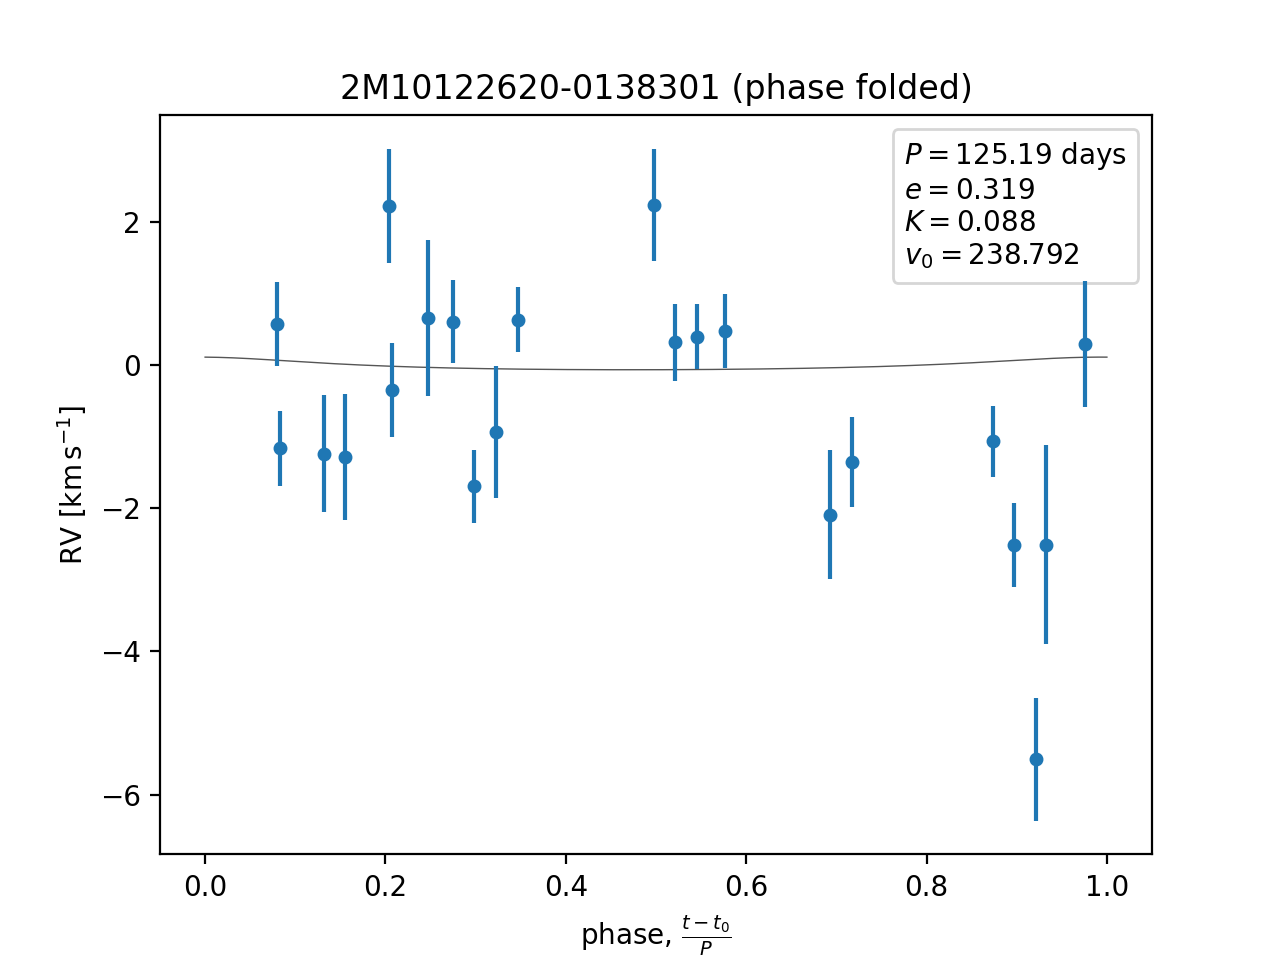 2M10122620-0138301 (phase folded)
P = 125.19 days
e = 0.319
K = 0.088
v₀ = 238.792
2
0
−2
−4
−6
RV [km s⁻¹]
0.0 0.2 0.4 0.6 0.8 1.0
phase, (t − t₀)/P